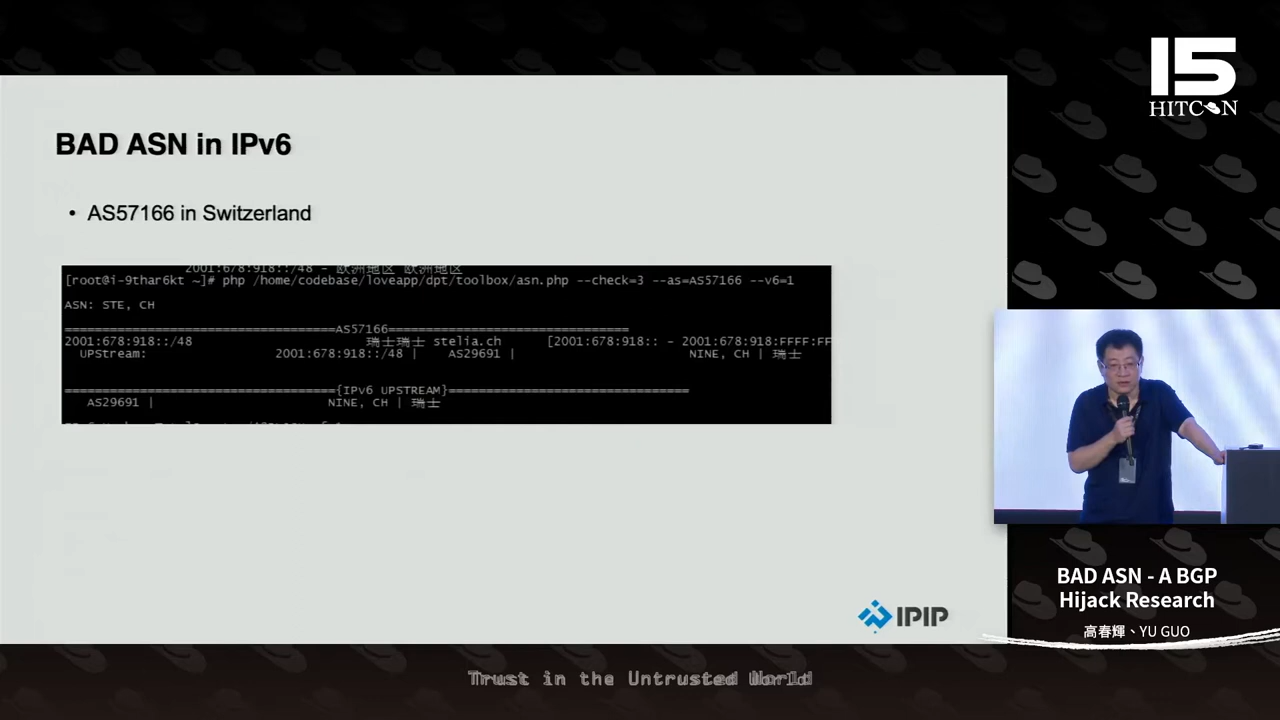 15
HITCON
BAD ASN in IPv6
• AS57166 in Switzerland
2001:678:918::/48 - 欧洲地区 欧洲地区
[root@i-9thar6kt ~]# php /home/codebase/loveapp/dpt/toolbox/asn.php --check=3 --as=AS57166 --v6=1
ASN: STE, CH
====================================AS57166================================
2001:678:918::/48 瑞士瑞士 stelia.ch [2001:678:918:: - 2001:678:918:FFFF:FF
UPStream: 2001:678:918::/48 | AS29691 | NINE, CH | 瑞士
===================================={IPv6 UPSTREAM}================================
AS29691 | NINE, CH | 瑞士
IPIP
BAD ASN - A BGP
Hijack Research
高春輝、YU GUO
Trust in the Untrusted World